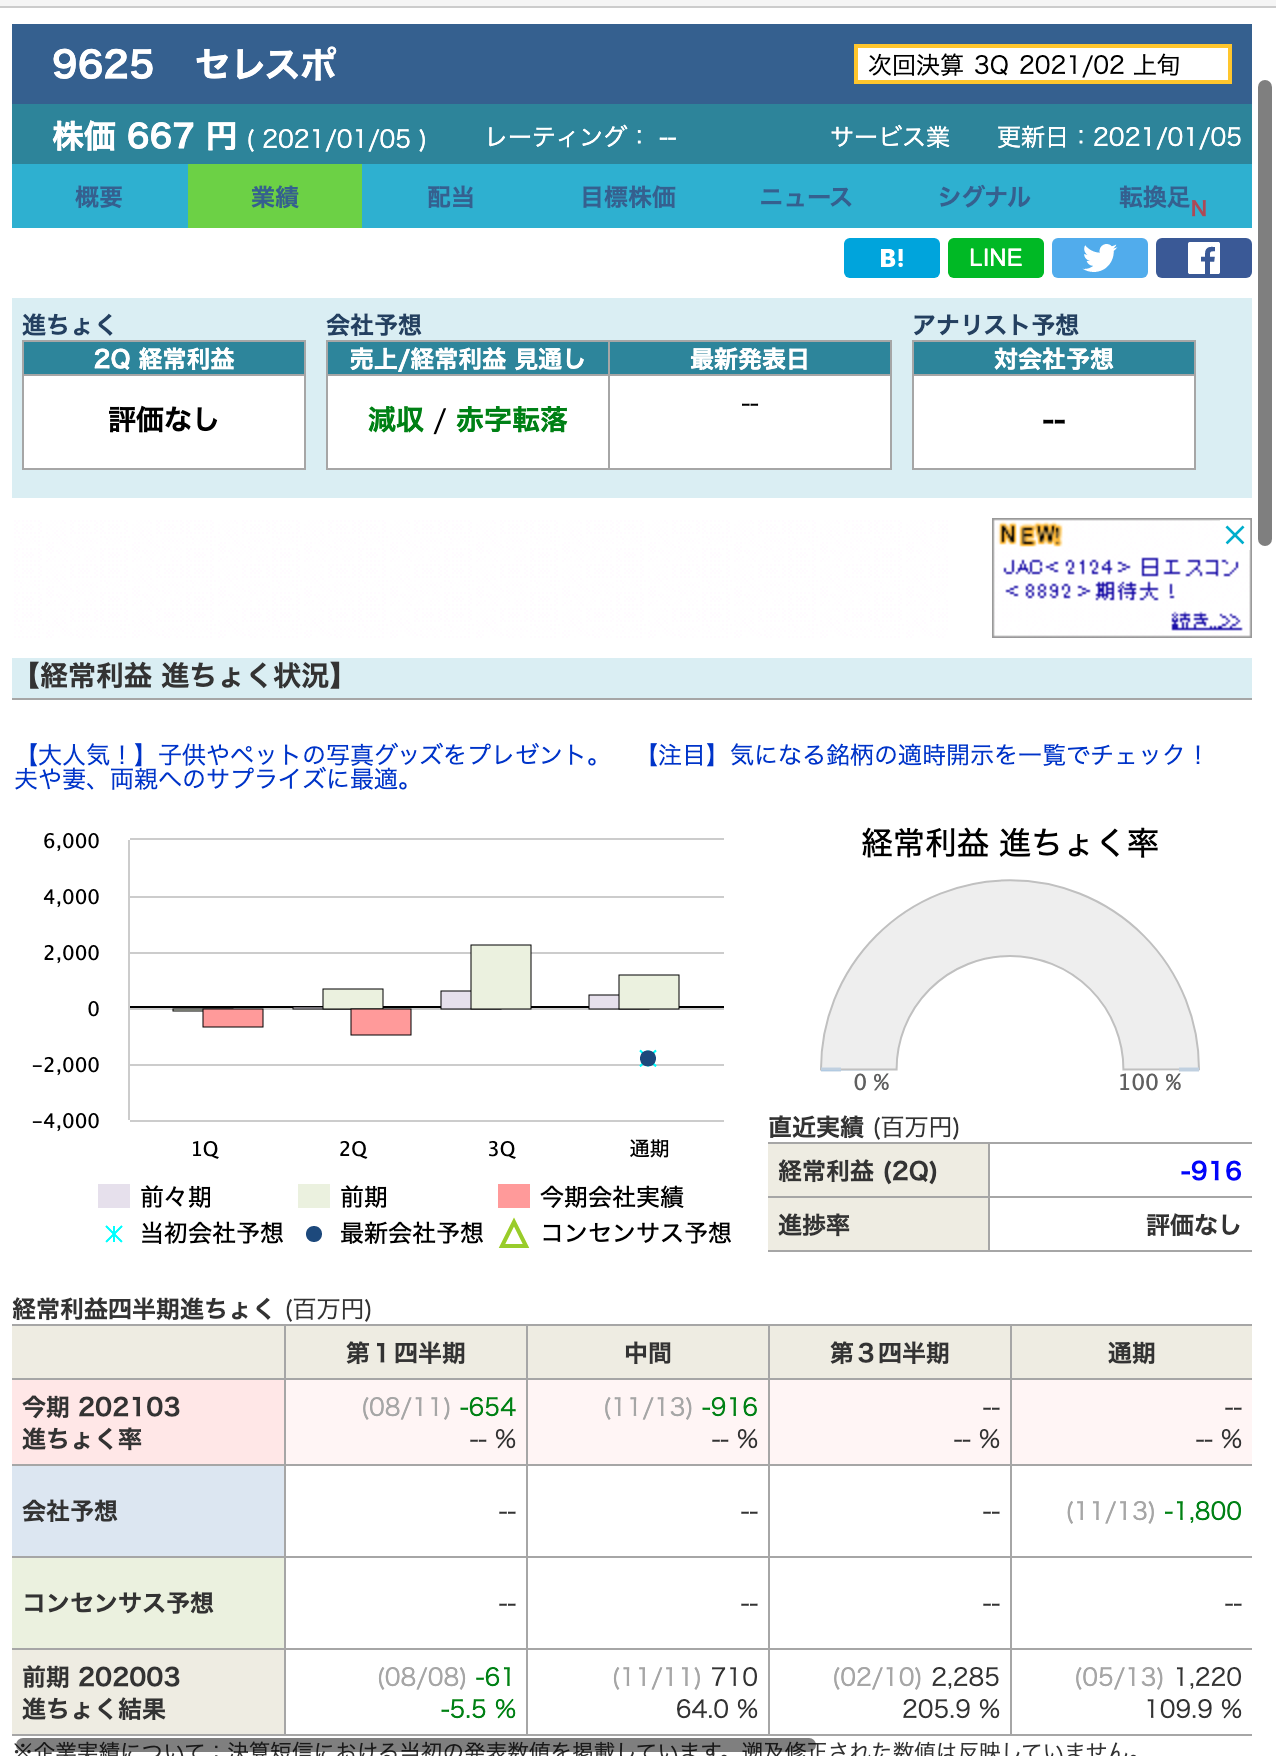 9625 セレスポ
次回決算 3Q 2021/02 上旬
株価 667 円 ( 2021/01/05 ) レーティング： -- サービス業 更新日：2021/01/05
概要 業績 配当 目標株価 ニュース シグナル 転換足N
B! LINE
進ちょく 会社予想 アナリスト予想
2Q 経常利益 売上/経常利益 見通し 最新発表日 対会社予想
評価なし 減収 / 赤字転落 -- --
NEW!
JAC<2124> 日エスコン
<8892>期待大！
続き..>>
【経常利益 進ちょく状況】
【大人気！】子供やペットの写真グッズをプレゼント。
夫や妻、両親へのサプライズに最適。
【注目】気になる銘柄の適時開示を一覧でチェック！
6,000
4,000
2,000
0
−2,000
−4,000
1Q 2Q 3Q 通期
前々期 前期 今期会社実績
当初会社予想 最新会社予想 コンセンサス予想
経常利益 進ちょく率
0 % 100 %
直近実績 (百万円)
経常利益 (2Q) -916
進捗率 評価なし
経常利益四半期進ちょく (百万円)
第１四半期 中間 第３四半期 通期
今期 202103 (08/11) -654 (11/13) -916 -- --
進ちょく率 -- % -- % -- % -- %
会社予想 -- -- -- (11/13) -1,800
コンセンサス予想 -- -- -- --
前期 202003 (08/08) -61 (11/11) 710 (02/10) 2,285 (05/13) 1,220
進ちょく結果 -5.5 % 64.0 % 205.9 % 109.9 %
※企業実績について：決算短信における当初の発表数値を掲載しています。遡及修正された数値は反映していません。